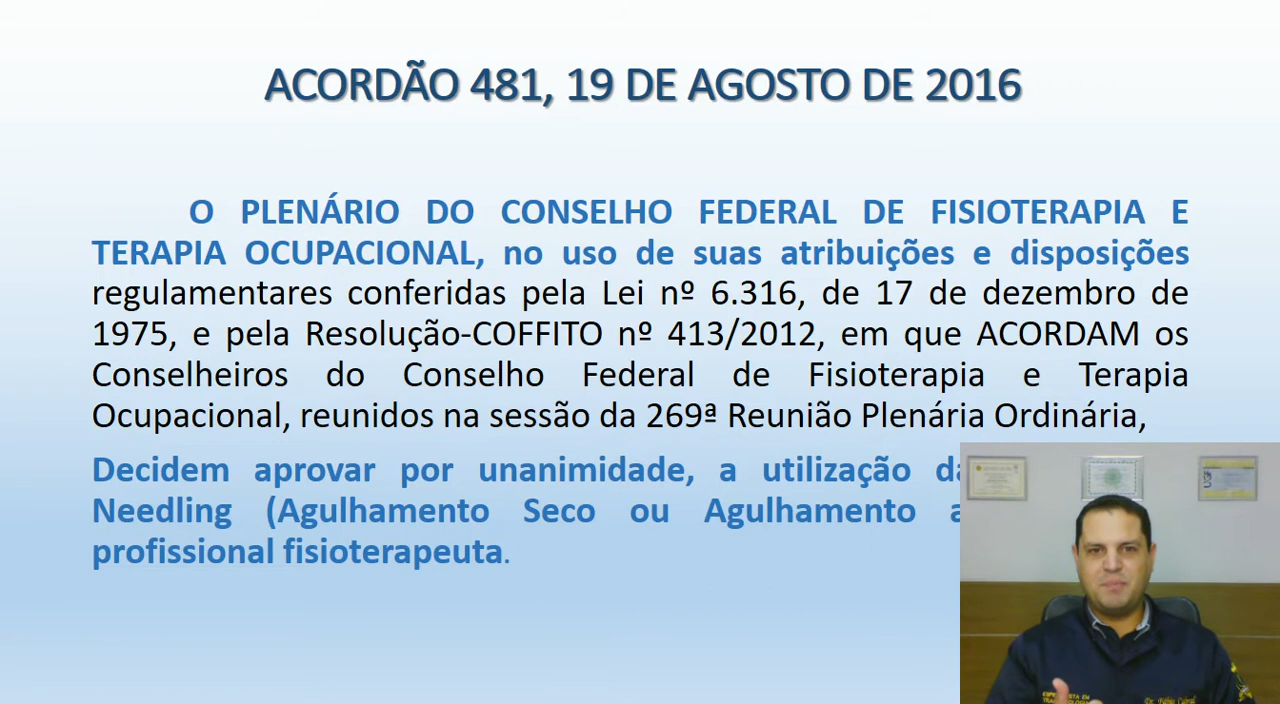 ACORDÃO 481, 19 DE AGOSTO DE 2016
O PLENÁRIO DO CONSELHO FEDERAL DE FISIOTERAPIA E
TERAPIA OCUPACIONAL, no uso de suas atribuições e disposições
regulamentares conferidas pela Lei nº 6.316, de 17 de dezembro de
1975, e pela Resolução-COFFITO nº 413/2012, em que ACORDAM os
Conselheiros do Conselho Federal de Fisioterapia e Terapia
Ocupacional, reunidos na sessão da 269ª Reunião Plenária Ordinária,
Decidem aprovar por unanimidade, a utilização
Needling (Agulhamento Seco ou Agulhamento
profissional fisioterapeuta.
Dr. Fábio Cabral